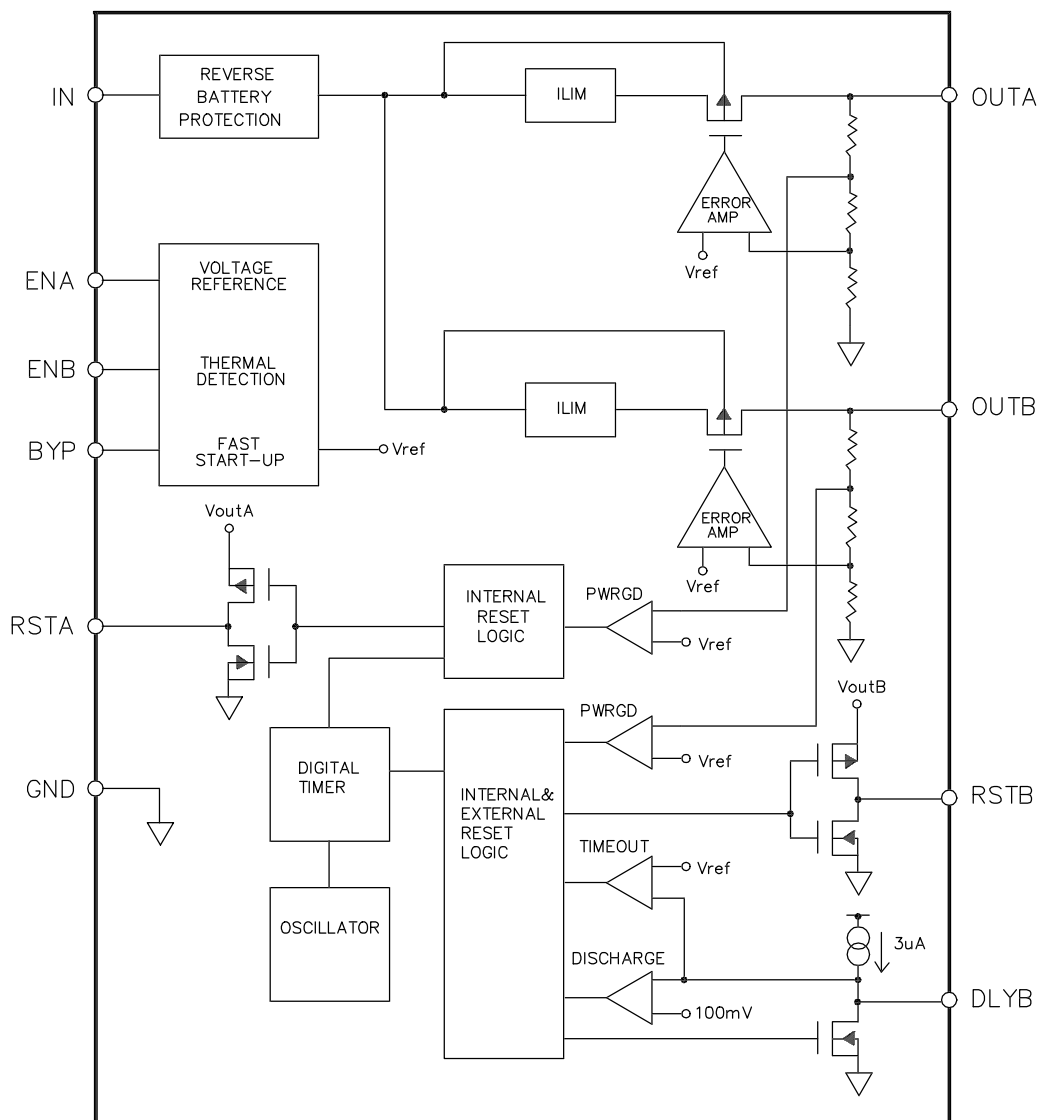 REVERSE
BATTERY
PROTECTION
IN
ILIM
OUTA
ERROR
AMP
Vref
ENA
VOLTAGE
REFERENCE
ENB
THERMAL
DETECTION
BYP
FAST
START-UP
Vref
ILIM
OUTB
ERROR
AMP
Vref
VoutA
RSTA
INTERNAL
RESET
LOGIC
PWRGD
Vref
VoutB
PWRGD
Vref
GND
DIGITAL
TIMER
INTERNAL&
EXTERNAL
RESET
LOGIC
RSTB
TIMEOUT
Vref
OSCILLATOR
DISCHARGE
100mV
3uA
DLYB